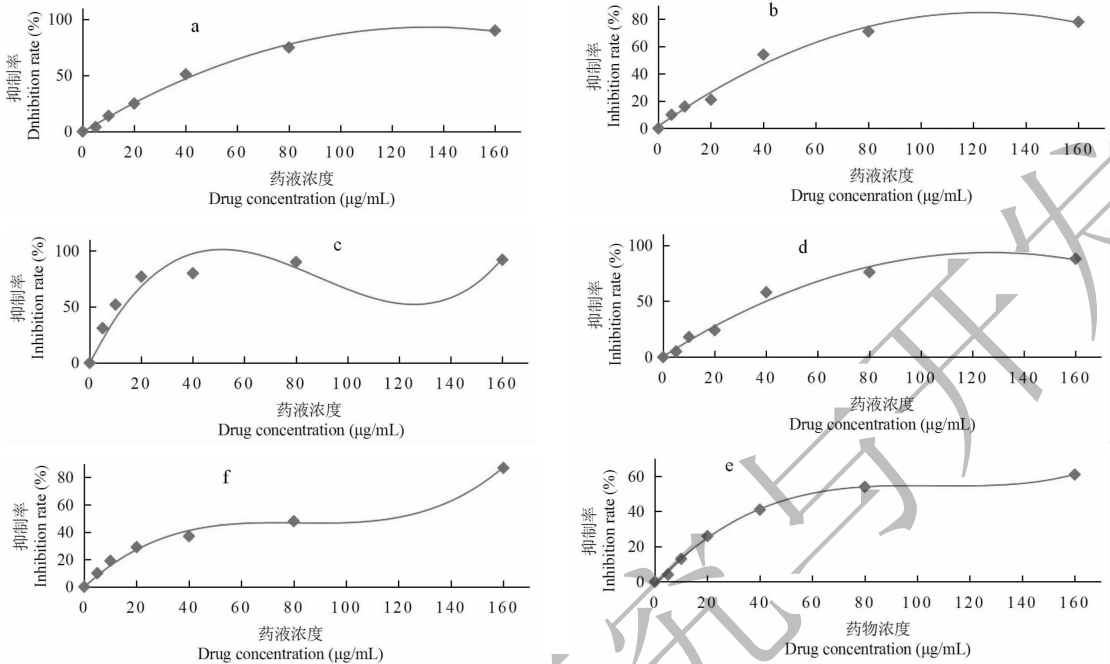 a
抑制率
Dnhibition rate (%)
100
50
0
0 20 40 60 80 100 120 140 160
药液浓度
Drug concentration (μg/mL)
b
抑制率
Inhibition rate (%)
80
60
40
20
0
0 20 40 60 80 100 120 140 160
药液浓度
Drug concenration (μg/mL)
c
抑制率
Inhibition rate (%)
100
50
0
0 20 40 60 80 100 120 140 160
药液浓度
Drug concentration (μg/mL)
d
抑制率
Inhibition rate (%)
100
50
0
0 20 40 60 80 100 120 140 160
药液浓度
Drug concentration (μg/mL)
f
抑制率
Inhibition rate (%)
80
60
40
20
0
0 20 40 60 80 100 120 140 160
药液浓度
Drug concentration (μg/mL)
e
抑制率
Inhibition rate (%)
60
40
20
0
0 20 40 60 80 100 120 140 160
药物浓度
Drug concentration (μg/mL)
究与开发